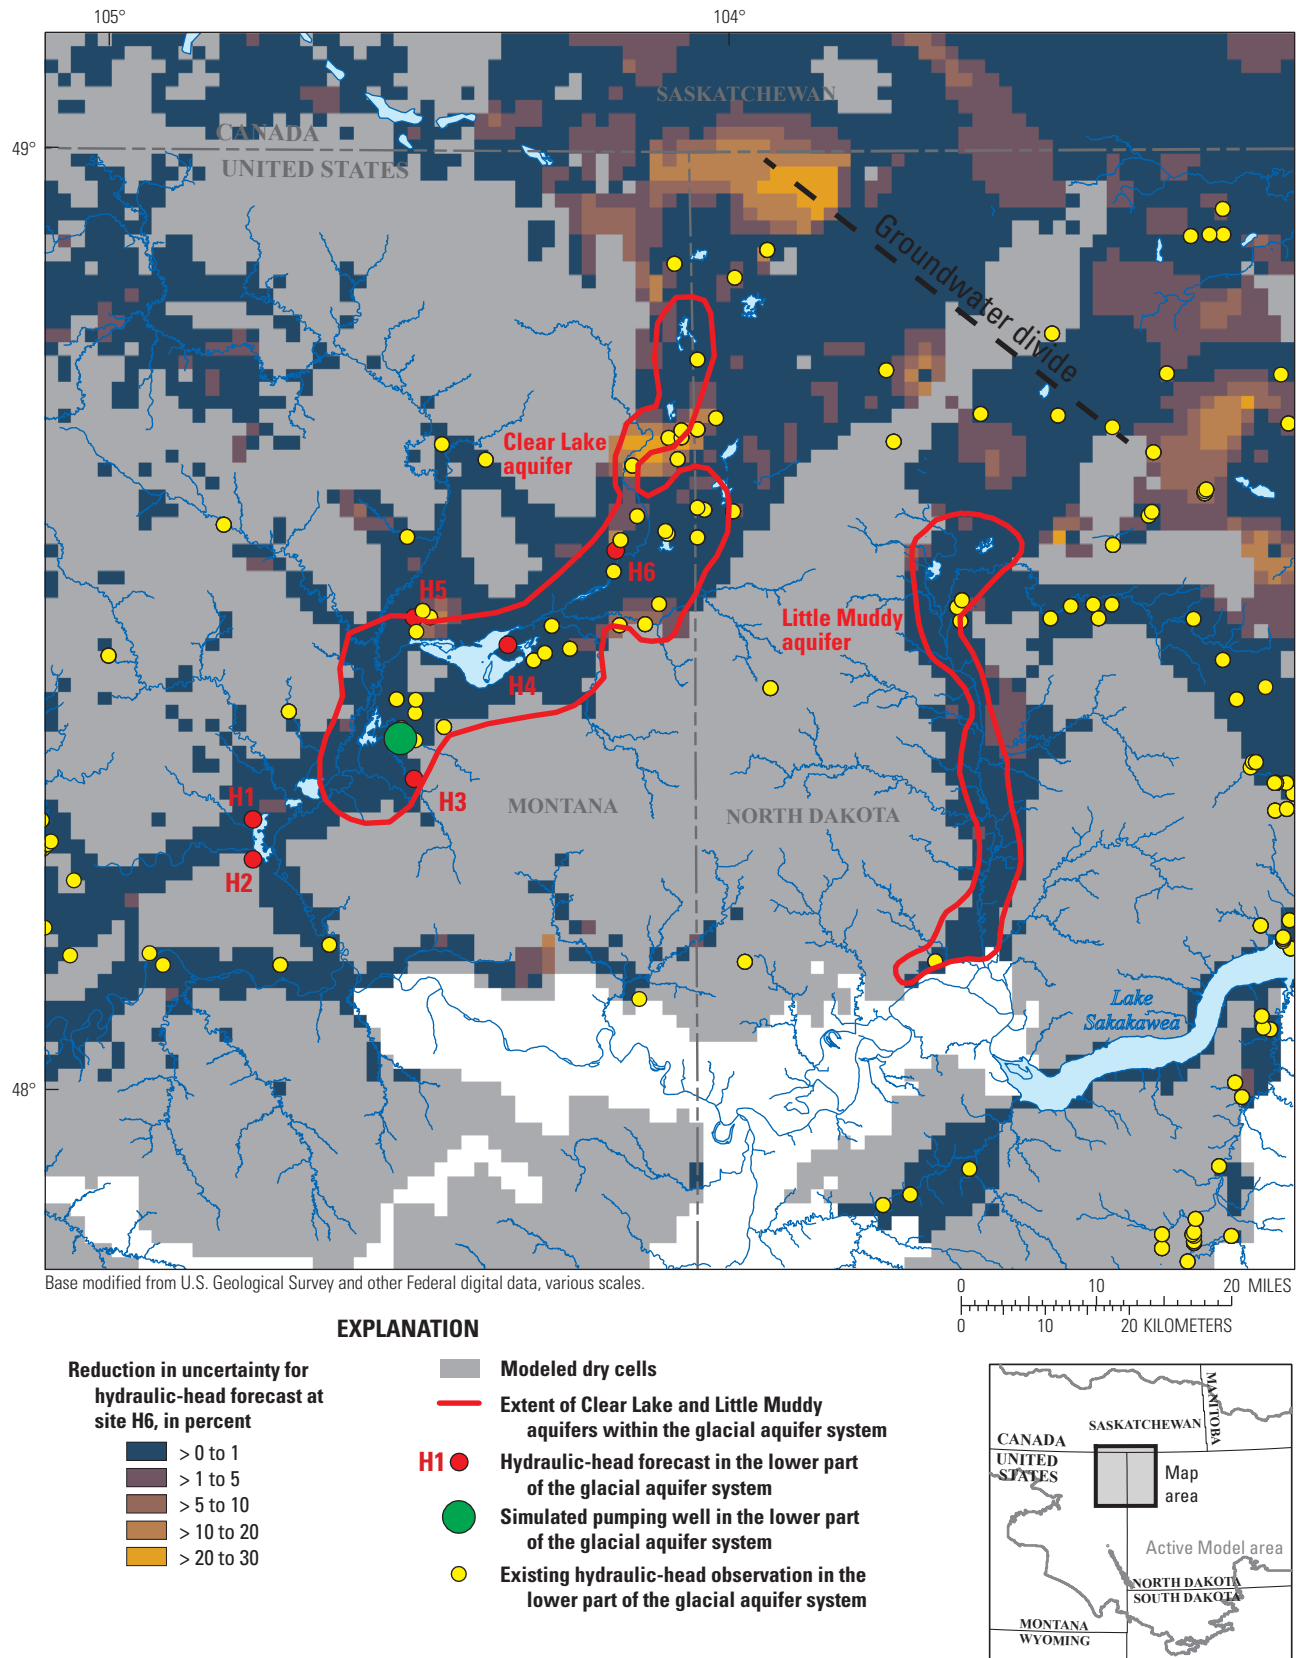 105°
104°
49°
48°
SASKATCHEWAN
CANADA
UNITED STATES
Groundwater divide
Clear Lake
aquifer
H6
H5
Little Muddy
aquifer
H4
H1
H3
MONTANA
NORTH DAKOTA
H2
Lake
Sakakawea
Base modified from U.S. Geological Survey and other Federal digital data, various scales.
0 10 20 MILES
0 10 20 KILOMETERS
EXPLANATION
Reduction in uncertainty for
hydraulic-head forecast at
site H6, in percent
> 0 to 1
> 1 to 5
> 5 to 10
> 10 to 20
> 20 to 30
Modeled dry cells
Extent of Clear Lake and Little Muddy
aquifers within the glacial aquifer system
H1 Hydraulic-head forecast in the lower part
of the glacial aquifer system
Simulated pumping well in the lower part
of the glacial aquifer system
Existing hydraulic-head observation in the
lower part of the glacial aquifer system
MANITOBA
SASKATCHEWAN
CANADA
UNITED
STATES
Map
area
Active Model area
NORTH DAKOTA
SOUTH DAKOTA
MONTANA
WYOMING